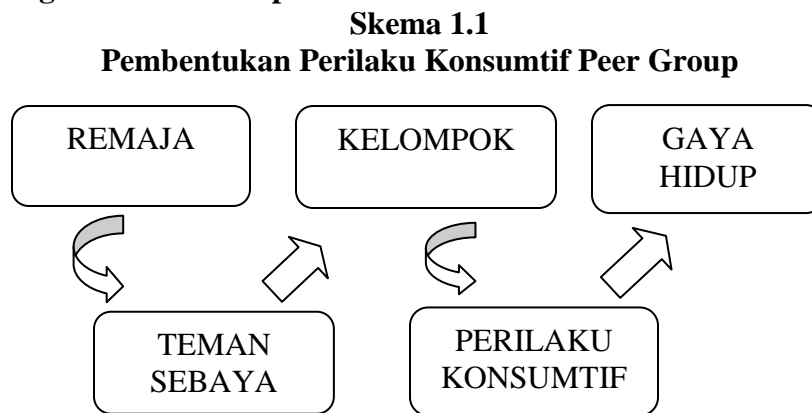 Skema 1.1
Pembentukan Perilaku Konsumtif Peer Group
REMAJA
KELOMPOK
GAYA
HIDUP
TEMAN
SEBAYA
PERILAKU
KONSUMTIF